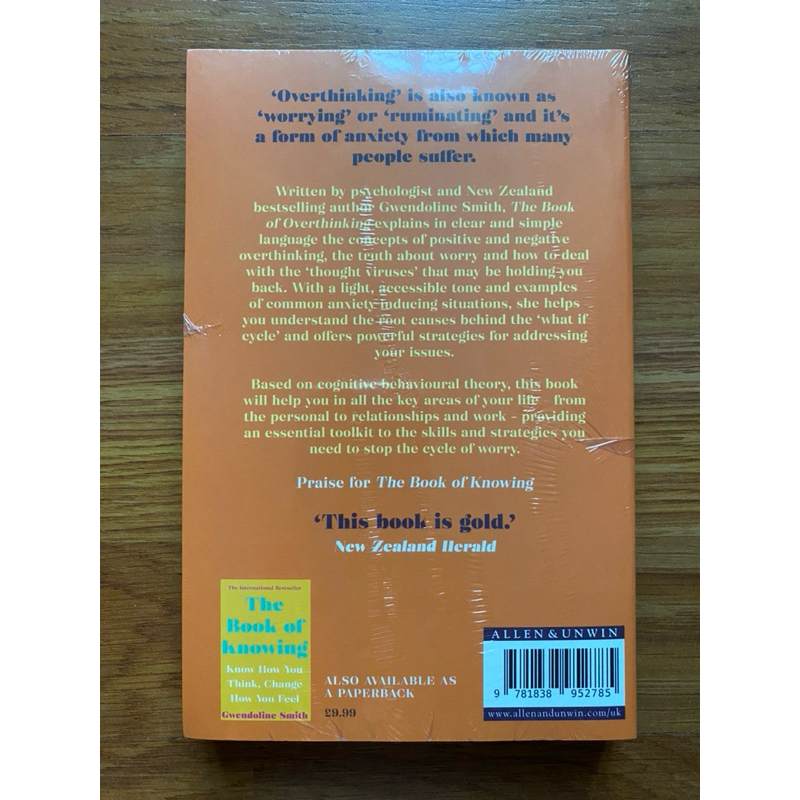 ‘Overthinking’ is also known as
‘worrying’ or ‘ruminating’ and it’s
a form of anxiety from which many
people suffer.
Written by psychologist and New Zealand
bestselling author Gwendoline Smith, The Book
of Overthinking explains in clear and simple
language the concepts of positive and negative
overthinking, the truth about worry and how to deal
with the ‘thought viruses’ that may be holding you
back. With a light, accessible tone and examples
of common anxiety-inducing situations, she helps
you understand the root causes behind the ‘what if
cycle’ and offers powerful strategies for addressing
your issues.
Based on cognitive behavioural theory, this book
will help you in all the key areas of your life – from
the personal to relationships and work – providing
an essential toolkit to the skills and strategies you
need to stop the cycle of worry.
Praise for The Book of Knowing
‘This book is gold.’
New Zealand Herald
The International Bestseller
The
Book of
Knowing
Know How You
Think, Change
How You Feel
Gwendoline Smith
ALSO AVAILABLE AS
A PAPERBACK
£9.99
ALLEN & UNWIN
9 781838 952785
www.allenandunwin.com/uk